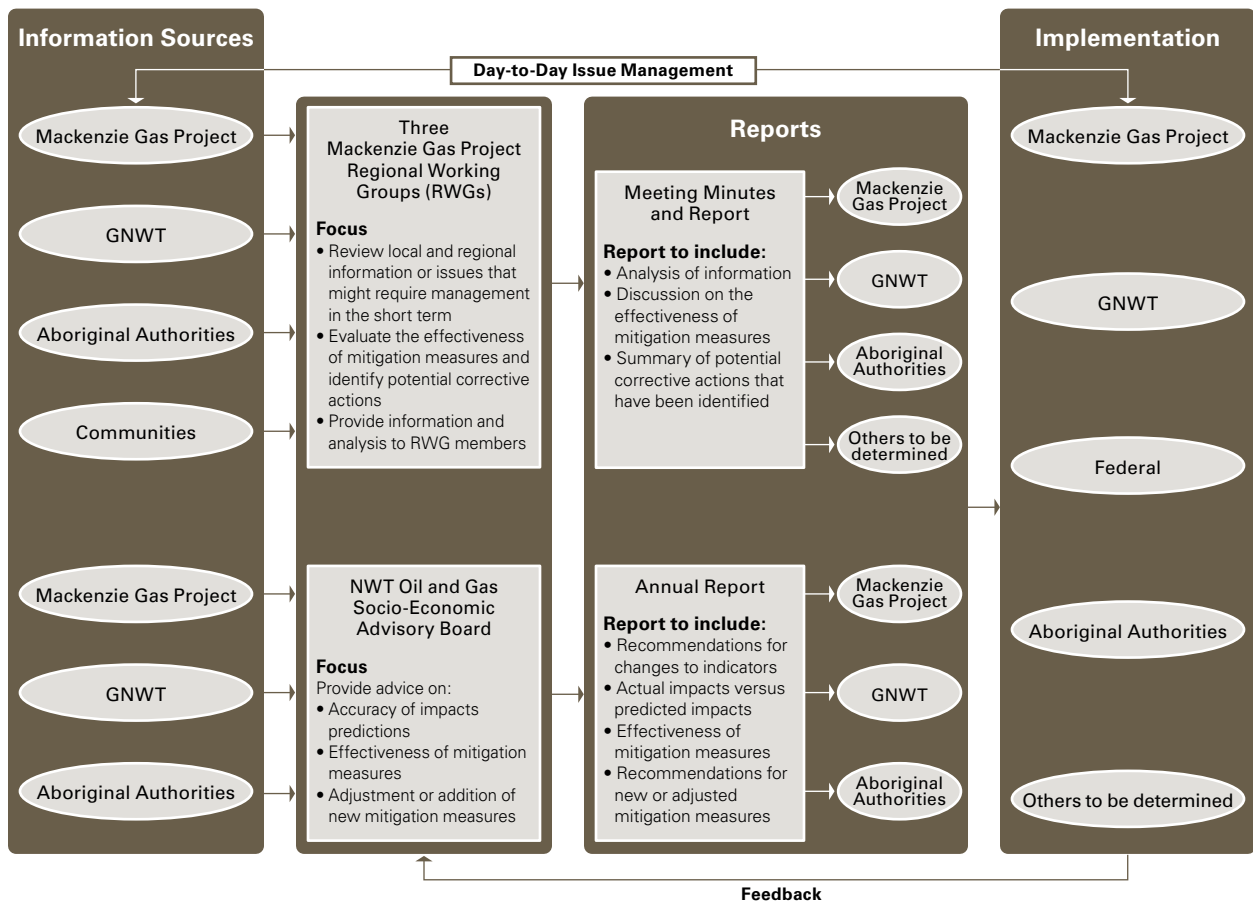 Information Sources
Implementation
Day-to-Day Issue Management
Mackenzie Gas Project
GNWT
Aboriginal Authorities
Communities
Mackenzie Gas Project
GNWT
Aboriginal Authorities
Three
Mackenzie Gas Project
Regional Working
Groups (RWGs)
Focus
• Review local and regional
information or issues that
might require management
in the short term
• Evaluate the effectiveness
of mitigation measures and
identify potential corrective
actions
• Provide information and
analysis to RWG members
NWT Oil and Gas
Socio-Economic
Advisory Board
Focus
Provide advice on:
• Accuracy of impacts
predictions
• Effectiveness of mitigation
measures
• Adjustment or addition of
new mitigation measures
Reports
Meeting Minutes
and Report
Report to include:
• Analysis of information
• Discussion on the
effectiveness of
mitigation measures
• Summary of potential
corrective actions that
have been identified
Mackenzie
Gas Project
GNWT
Aboriginal
Authorities
Others to be
determined
Annual Report
Report to include:
• Recommendations for
changes to indicators
• Actual impacts versus
predicted impacts
• Effectiveness of
mitigation measures
• Recommendations for
new or adjusted
mitigation measures
Mackenzie
Gas Project
GNWT
Aboriginal
Authorities
Mackenzie Gas Project
GNWT
Federal
Aboriginal Authorities
Others to be determined
Feedback